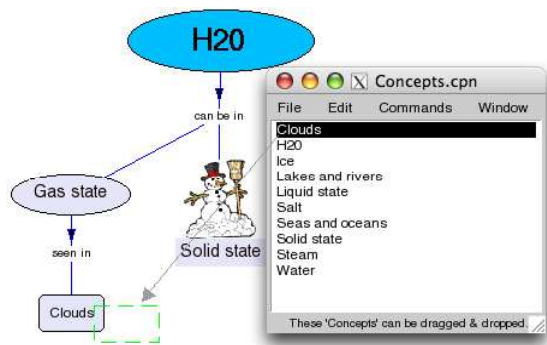 H20
can be in
Gas state
Solid state
seen in
Clouds
X Concepts.cpn
File Edit Commands Window
Clouds
H20
Ice
Lakes and rivers
Liquid state
Salt
Seas and oceans
Solid state
Steam
Water
These 'Concepts' can be dragged & dropped.